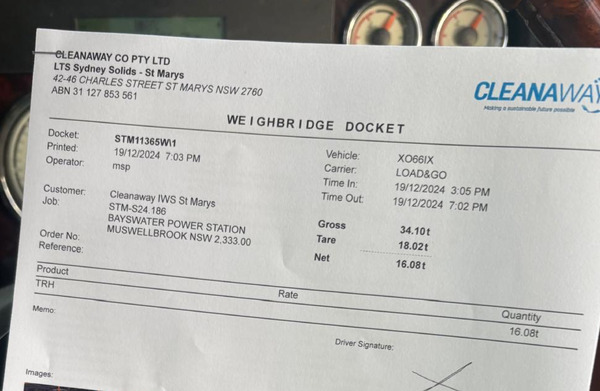 CLEANAWAY CO PTY LTD
LTS Sydney Solids - St Marys
42-46 CHARLES STREET ST MARYS NSW 2760
ABN 31 127 853 561
CLEANAWAY
Making a sustainable future possible
WEIGHBRIDGE DOCKET
Docket: STM11365W\1
Printed: 19/12/2024 7:03 PM
Operator: msp
Vehicle: XO66IX
Carrier: LOAD&GO
Time In: 19/12/2024 3:05 PM
Time Out: 19/12/2024 7:02 PM
Customer: Cleanaway IWS St Marys
Job: STM-S24.186
BAYSWATER POWER STATION
MUSWELLBROOK NSW 2,333.00
Order No:
Reference:
Gross 34.10t
Tare 18.02t
Net 16.08t
Product Rate Quantity
TRH 16.08t
Memo:
Driver Signature:
Images: